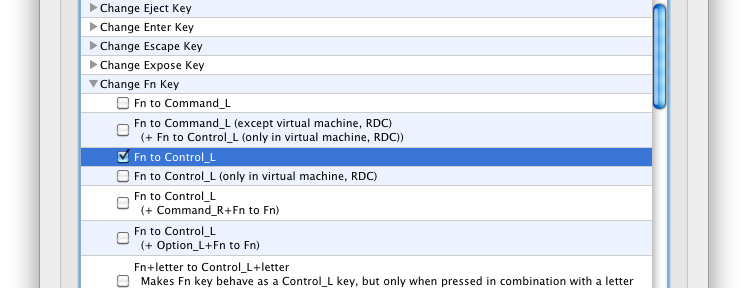 Change Eject Key
Change Enter Key
Change Escape Key
Change Expose Key
Change Fn Key
Fn to Command_L
Fn to Command_L (except virtual machine, RDC)
(+ Fn to Control_L (only in virtual machine, RDC))
Fn to Control_L
Fn to Control_L (only in virtual machine, RDC)
Fn to Control_L
(+ Command_R+Fn to Fn)
Fn to Control_L
(+ Option_L+Fn to Fn)
Fn+letter to Control_L+letter
Makes Fn key behave as a Control_L key, but only when pressed in combination with a letter